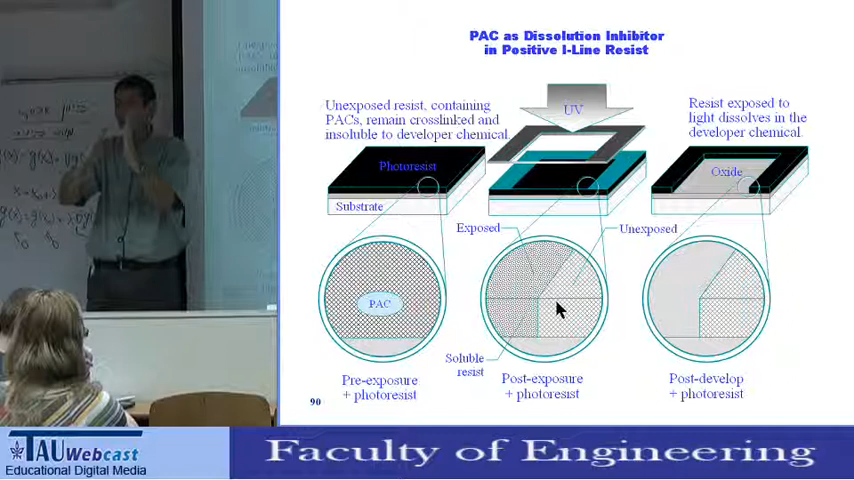 PAC as Dissolution Inhibitor
in Positive I-Line Resist
Unexposed resist, containing
PACs, remain crosslinked and
insoluble to developer chemical.
UV
Resist exposed to
light dissolves in the
developer chemical.
Photoresist
Oxide
Substrate
Exposed
Unexposed
PAC
Soluble
resist
Pre-exposure
+ photoresist
Post-exposure
+ photoresist
Post-develop
+ photoresist
90
TAU Webcast
Educational Digital Media
Faculty of Engineering